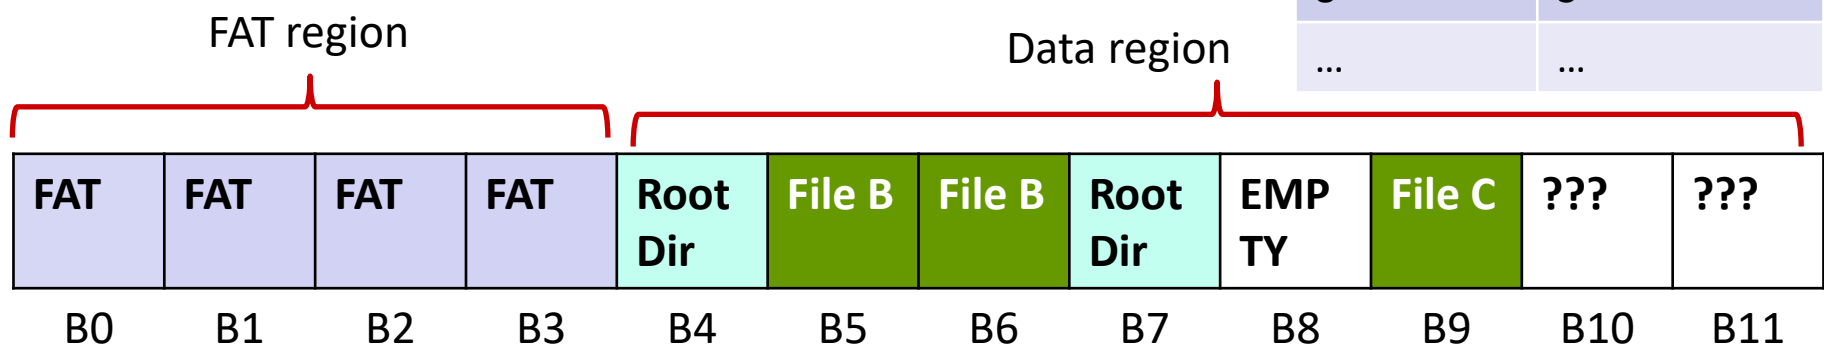 FAT region
Data region
… …
FAT FAT FAT FAT Root Dir File B File B Root Dir EMP TY File C ??? ???
B0 B1 B2 B3 B4 B5 B6 B7 B8 B9 B10 B11